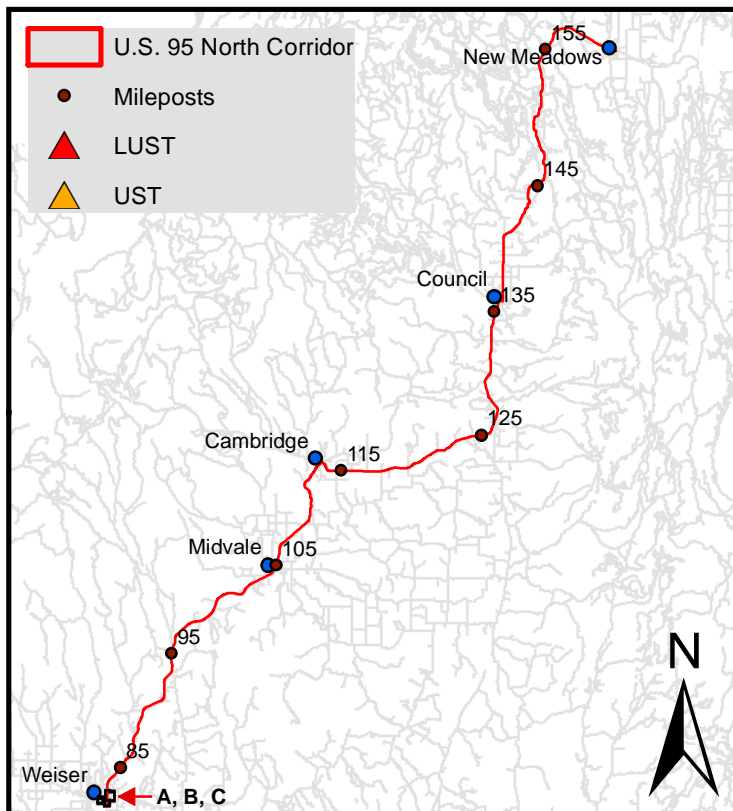 U.S. 95 North Corridor
Mileposts
LUST
UST
155
New Meadows
145
Council
135
125
Cambridge
115
Midvale
105
95
N
85
Weiser
A, B, C